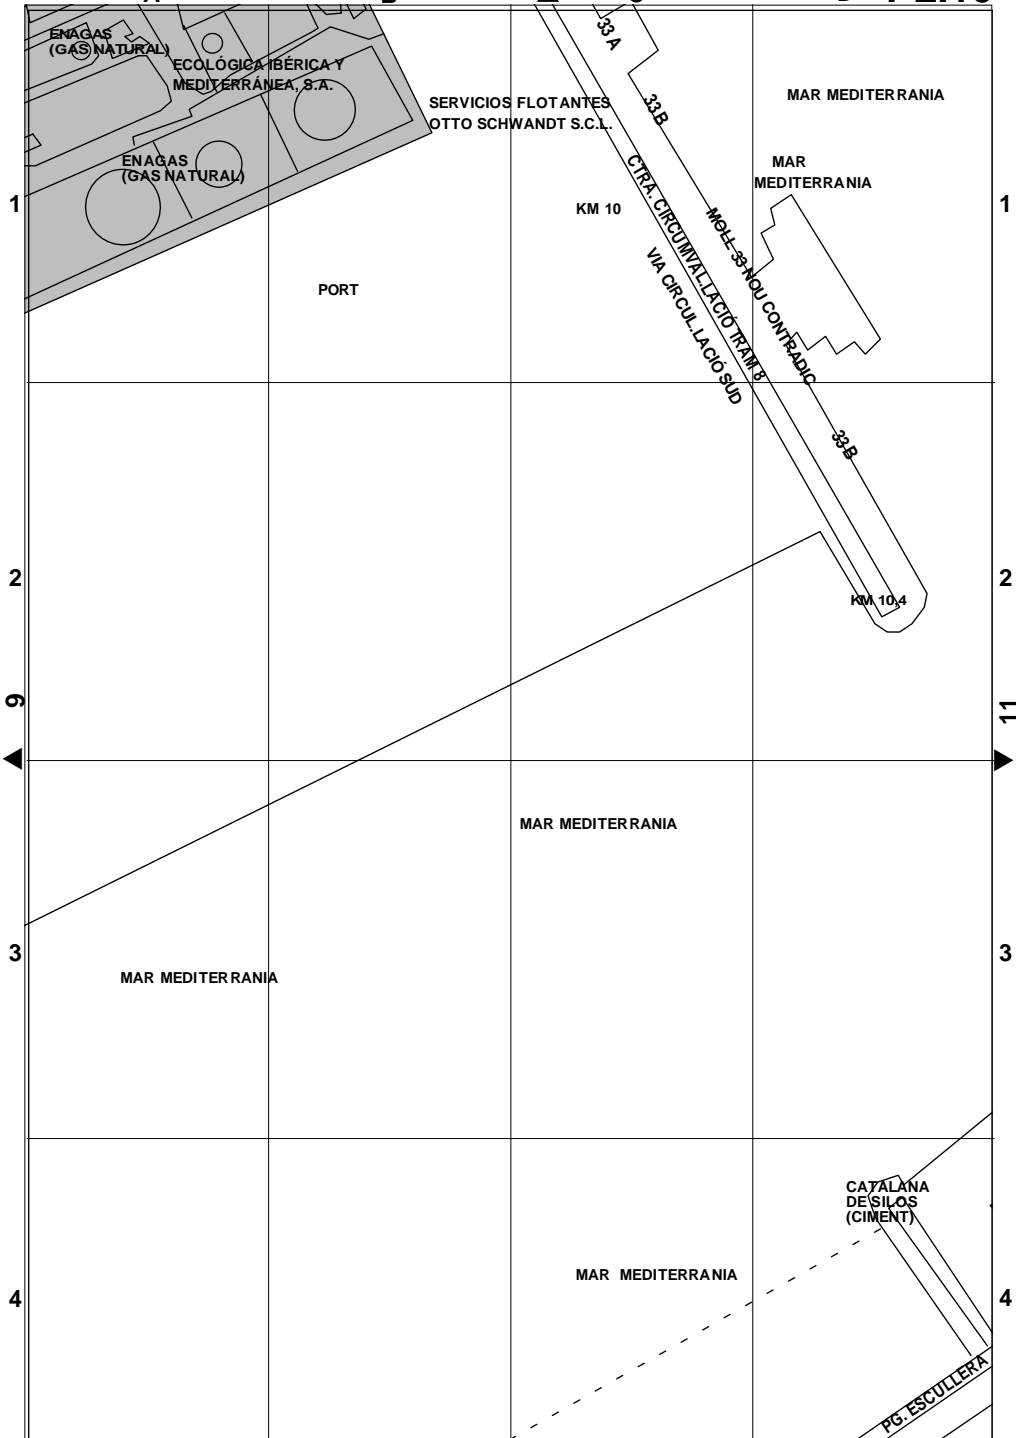 ENAGAS
(GAS NATURAL)
ECOLÓGICA IBÉRICA Y
MEDITERRÁNEA, S.A.
ENAGAS
(GAS NATURAL)
SERVICIOS FLOTANTES
OTTO SCHWANDT S.C.L.
33 A
33 B
MAR MEDITERRANIA
MAR
MEDITERRANIA
1
KM 10
1
CTRA. CIRCUMVAL.LACIÓ TRAM 8
MOLL 33 NOU CONTRADIC
VIA CIRCUL.LACIÓ SUD
PORT
33 B
2
2
KM 10,4
9
11
MAR MEDITERRANIA
3
3
MAR MEDITERRANIA
CATALANA
DE SILOS
(CIMENT)
MAR MEDITERRANIA
4
4
PG. ESCULLERA